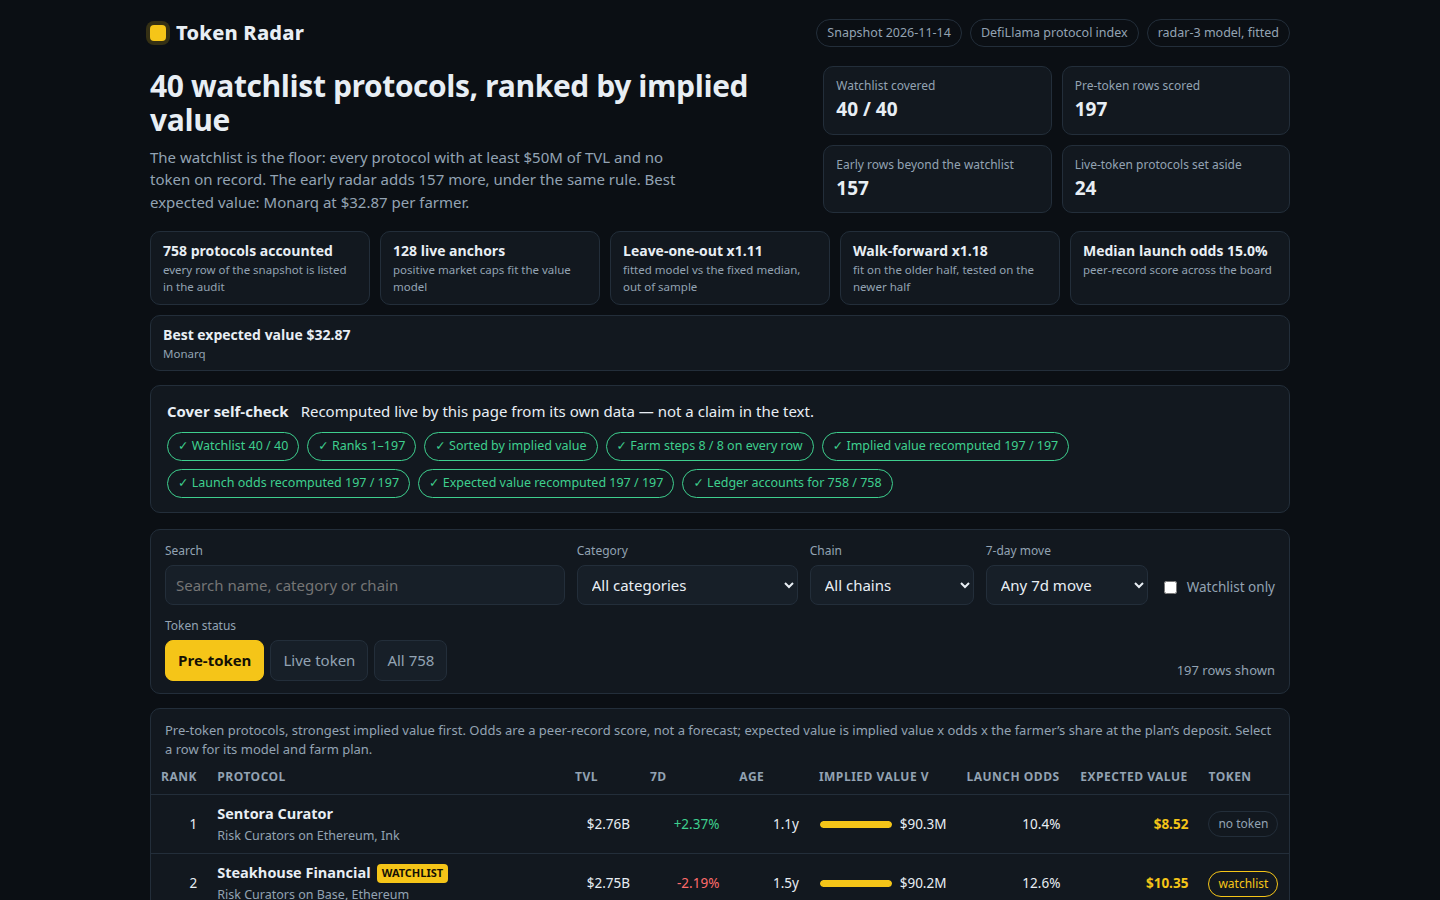 Token Radar
Snapshot 2026-11-14
DefiLlama protocol index
radar-3 model, fitted
40 watchlist protocols, ranked by implied
value
The watchlist is the floor: every protocol with at least $50M of TVL and no
token on record. The early radar adds 157 more, under the same rule. Best
expected value: Monarq at $32.87 per farmer.
Watchlist covered
40 / 40
Pre-token rows scored
197
Early rows beyond the watchlist
157
Live-token protocols set aside
24
758 protocols accounted
every row of the snapshot is listed
in the audit
128 live anchors
positive market caps fit the value
model
Leave-one-out x1.11
fitted model vs the fixed median,
out of sample
Walk-forward x1.18
fit on the older half, tested on the
newer half
Median launch odds 15.0%
peer-record score across the board
Best expected value $32.87
Monarq
Cover self-check Recomputed live by this page from its own data — not a claim in the text.
✓ Watchlist 40 / 40
✓ Ranks 1–197
✓ Sorted by implied value
✓ Farm steps 8 / 8 on every row
✓ Implied value recomputed 197 / 197
✓ Launch odds recomputed 197 / 197
✓ Expected value recomputed 197 / 197
✓ Ledger accounts for 758 / 758
Search
Search name, category or chain
Category
All categories
Chain
All chains
7-day move
Any 7d move
Watchlist only
Token status
Pre-token
Live token
All 758
197 rows shown
Pre-token protocols, strongest implied value first. Odds are a peer-record score, not a forecast; expected value is implied value x odds x the farmer's share at the plan's deposit. Select
a row for its model and farm plan.
RANK PROTOCOL TVL 7D AGE IMPLIED VALUE V LAUNCH ODDS EXPECTED VALUE TOKEN
1 Sentora Curator $2.76B +2.37% 1.1y $90.3M 10.4% $8.52 no token
Risk Curators on Ethereum, Ink
2 Steakhouse Financial WATCHLIST $2.75B -2.19% 1.5y $90.2M 12.6% $10.35 watchlist
Risk Curators on Base, Ethereum